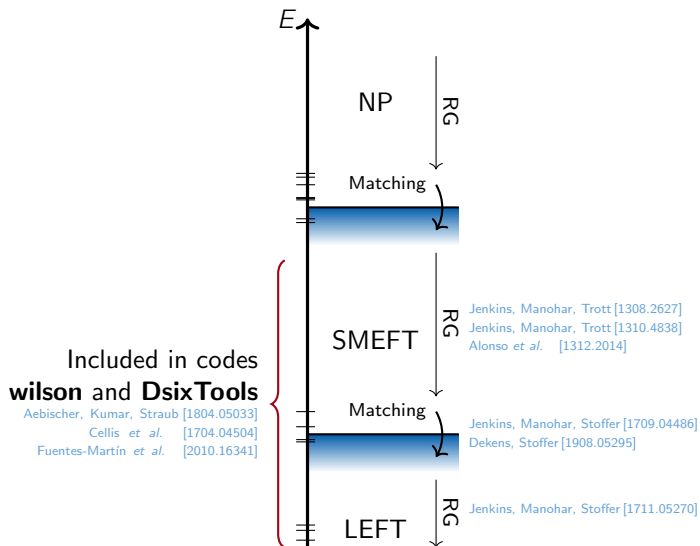 E
NP
RG
Matching
SMEFT
RG
Jenkins, Manohar, Trott [1308.2627]
Jenkins, Manohar, Trott [1310.4838]
Alonso et al. [1312.2014]
Included in codes
wilson and DsixTools
Aebischer, Kumar, Straub [1804.05033]
Cellis et al. [1704.04504]
Fuentes-Martín et al. [2010.16341]
Matching
Jenkins, Manohar, Stoffer [1709.04486]
Dekens, Stoffer [1908.05295]
LEFT
RG
Jenkins, Manohar, Stoffer [1711.05270]